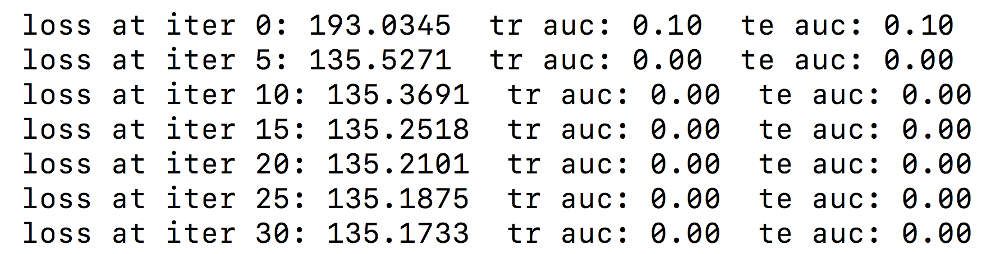 loss at iter 0: 193.0345  tr auc: 0.10  te auc: 0.10
loss at iter 5: 135.5271  tr auc: 0.00  te auc: 0.00
loss at iter 10: 135.3691  tr auc: 0.00  te auc: 0.00
loss at iter 15: 135.2518  tr auc: 0.00  te auc: 0.00
loss at iter 20: 135.2101  tr auc: 0.00  te auc: 0.00
loss at iter 25: 135.1875  tr auc: 0.00  te auc: 0.00
loss at iter 30: 135.1733  tr auc: 0.00  te auc: 0.00